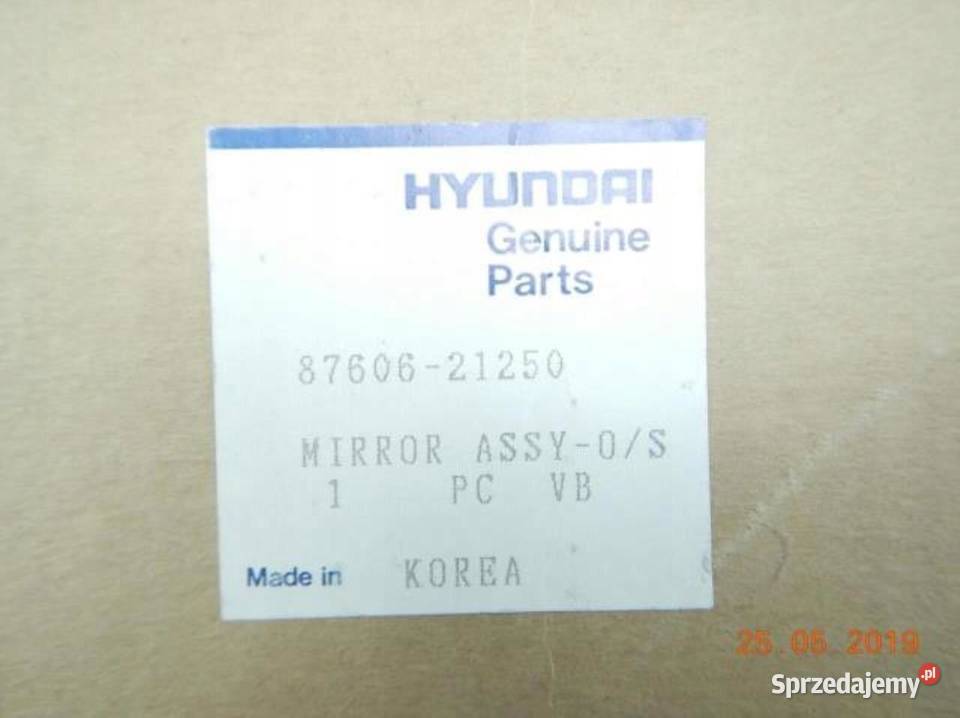 HYUNDAI
Genuine
Parts
87606-21250
MIRROR ASSY-O/S
1 PC VB
Made in KOREA
25.05.2019
Sprzedajemy.pl